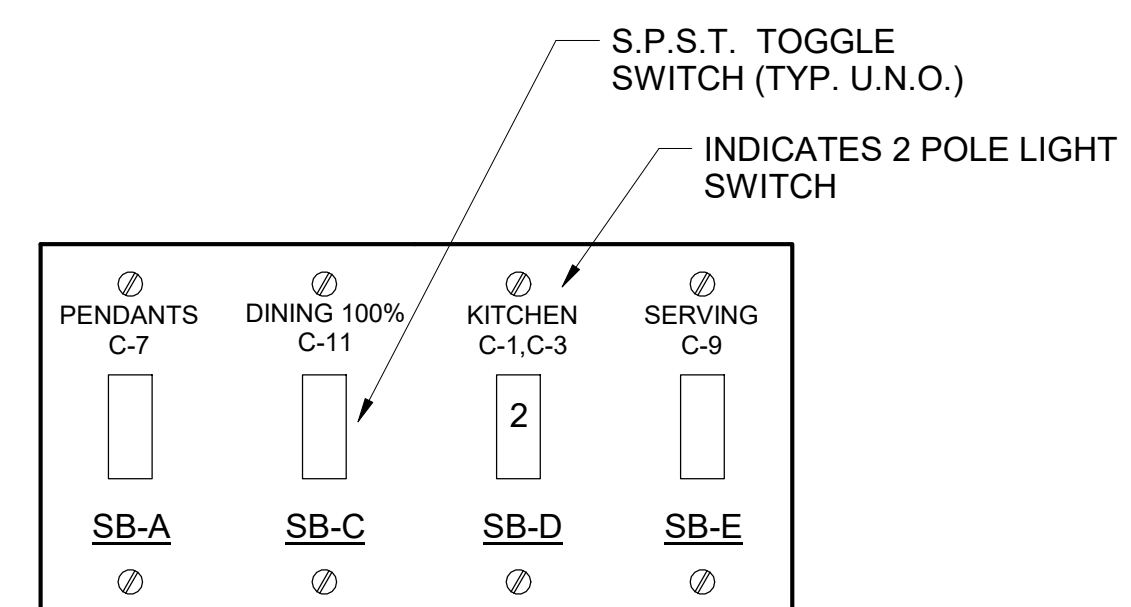 S.P.S.T. TOGGLE
SWITCH (TYP. U.N.O.)
INDICATES 2 POLE LIGHT
SWITCH
PENDANTS
C-7
DINING 100%
C-11
KITCHEN
C-1,C-3
SERVING
C-9
2
SB-A
SB-C
SB-D
SB-E